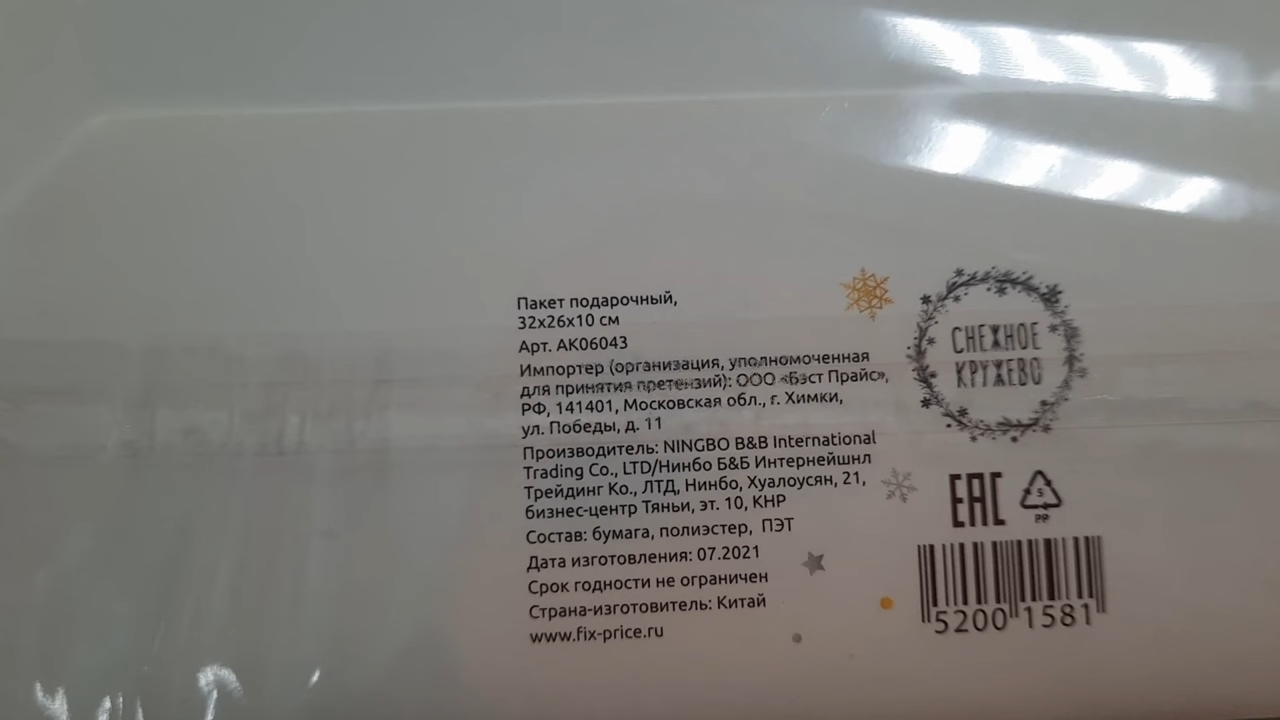 Пакет подарочный,
32х26х10 см
Арт. АК06043
Импортер (организация, уполномоченная
для принятия претензий): ООО «Бэст Прайс»,
РФ, 141401, Московская обл., г. Химки,
ул. Победы, д. 11
Производитель: NINGBO B&B International
Trading Co., LTD/Нинбо Б&Б Интернейшнл
Трейдинг Ко., ЛТД, Нинбо, Хуалоусян, 21,
бизнес-центр Тяньи, эт. 10, КНР
Состав: бумага, полиэстер, ПЭТ
Дата изготовления: 07.2021
Срок годности не ограничен
Страна-изготовитель: Китай
www.fix-price.ru
СНЕЖНОЕ
КРУЖЕВО
EAC
5
PP
5200 1581